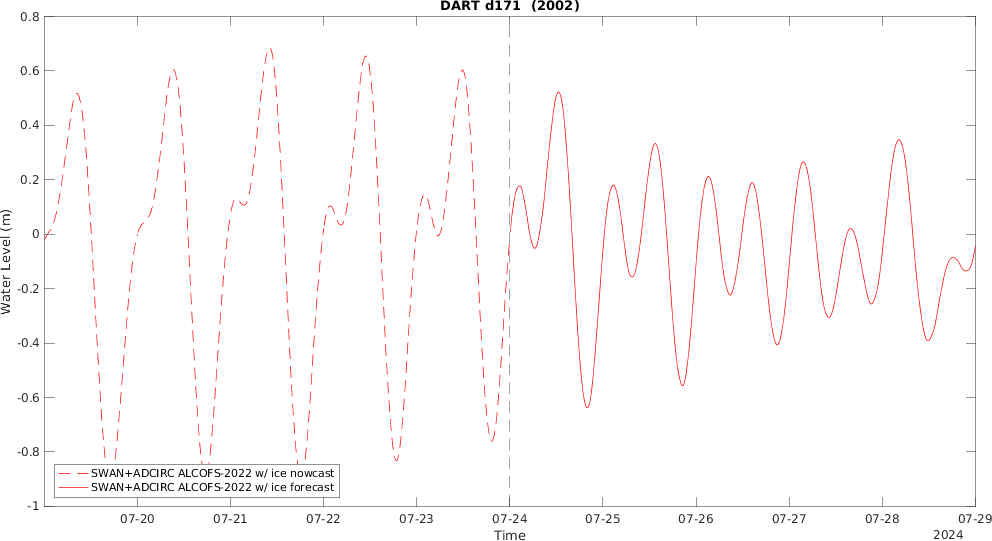 DART d171 (2002)
0.8
0.6
0.4
0.2
0
-0.2
-0.4
-0.6
-0.8
-1
Water Level (m)
SWAN+ADCIRC ALCOFS-2022 w/ ice nowcast
SWAN+ADCIRC ALCOFS-2022 w/ ice forecast
07-20 07-21 07-22 07-23 07-24 07-25 07-26 07-27 07-28 07-29
Time
2024